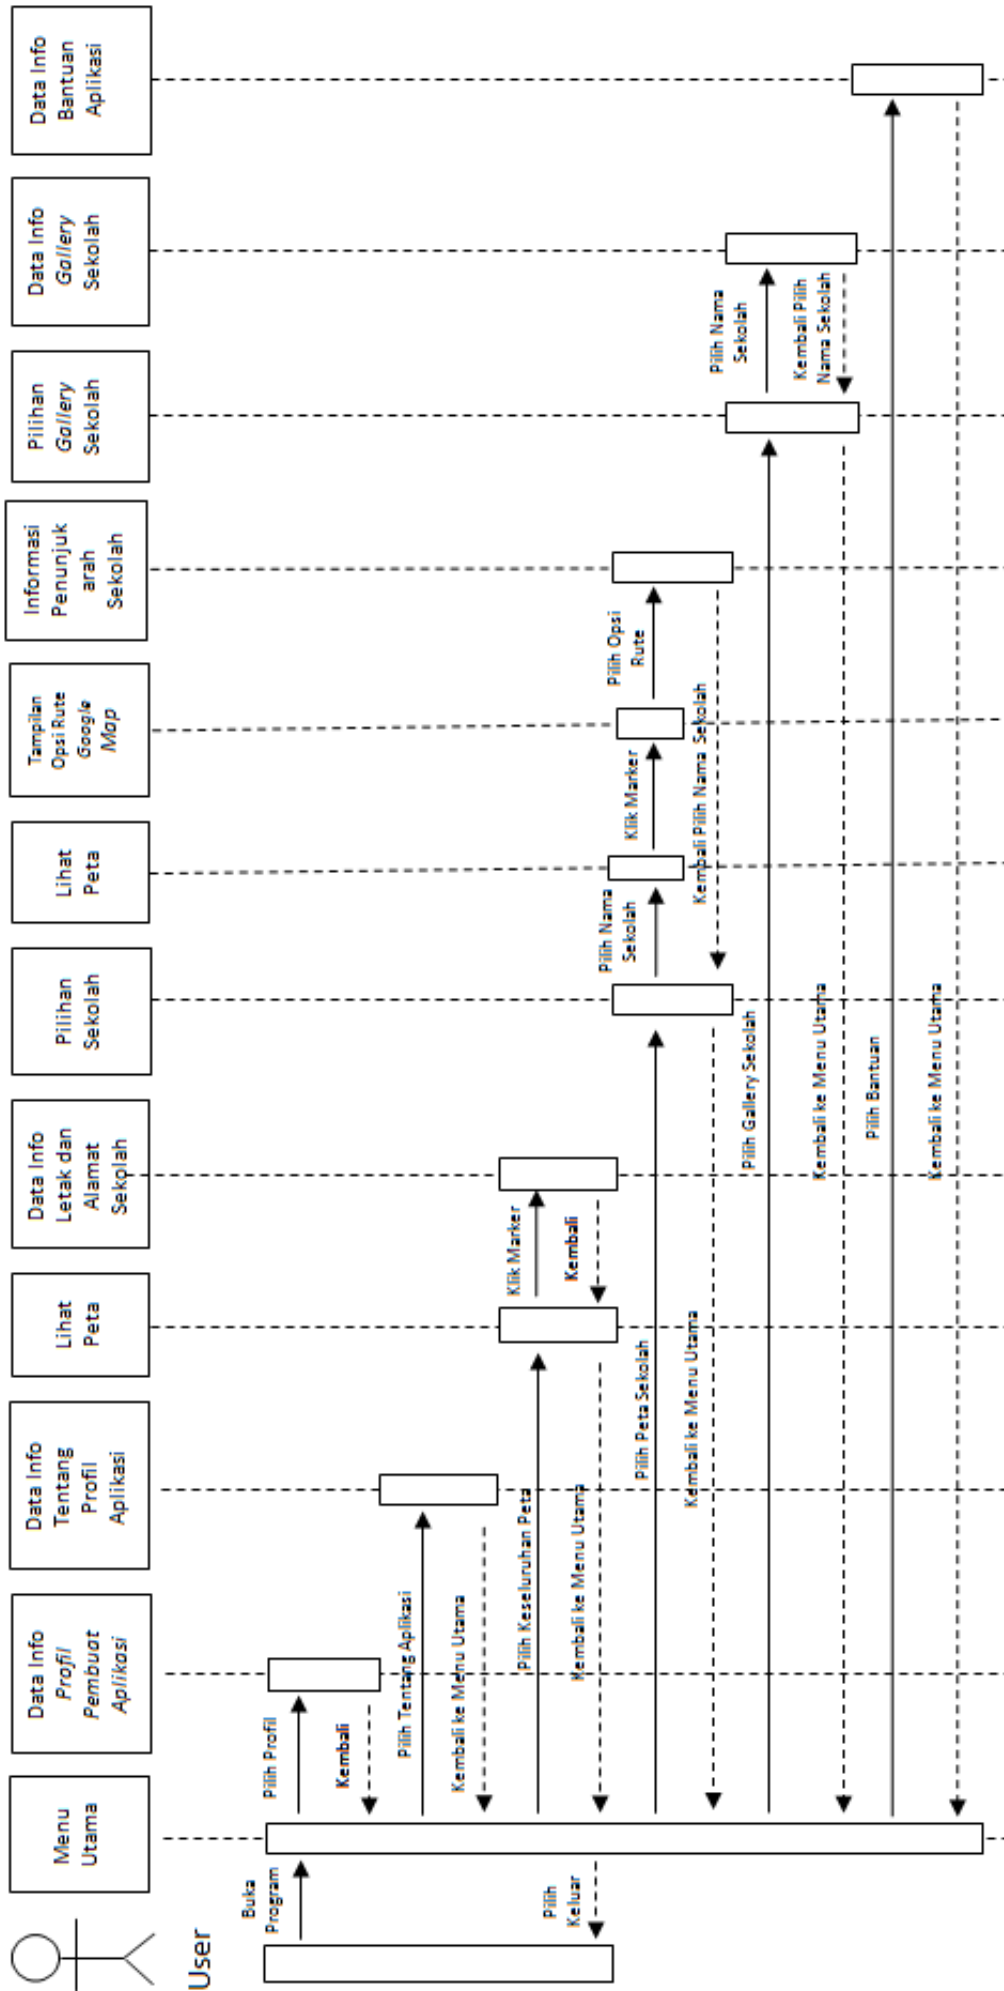 User
Menu
Utama
Data Info
Profil
Pembuat
Aplikasi
Data Info
Tentang
Profil
Aplikasi
Lihat
Peta
Data Info
Letak dan
Alamat
Sekolah
Pilihan
Sekolah
Lihat
Peta
Tampilan
Opsi Rute
Google
Map
Informasi
Penunjuk
arah
Sekolah
Pilihan
Gallery
Sekolah
Data Info
Gallery
Sekolah
Data Info
Bantuan
Aplikasi
Buka
Program
Pilih Profil
Kembali
Pilih Tentang Aplikasi
Kembali ke Menu Utama
Pilih Keseluruhan Peta
Klik Marker
Kembali
Kembali ke Menu Utama
Pilih
Keluar
Pilih Peta Sekolah
Pilih Nama
Sekolah
Klik Marker
Pilih Opsi
Rute
Kembali Pilih Nama Sekolah
Kembali ke Menu Utama
Pilih Gallery Sekolah
Pilih Nama
Sekolah
Kembali Pilih
Nama Sekolah
Kembali ke Menu Utama
Pilih Bantuan
Kembali ke Menu Utama